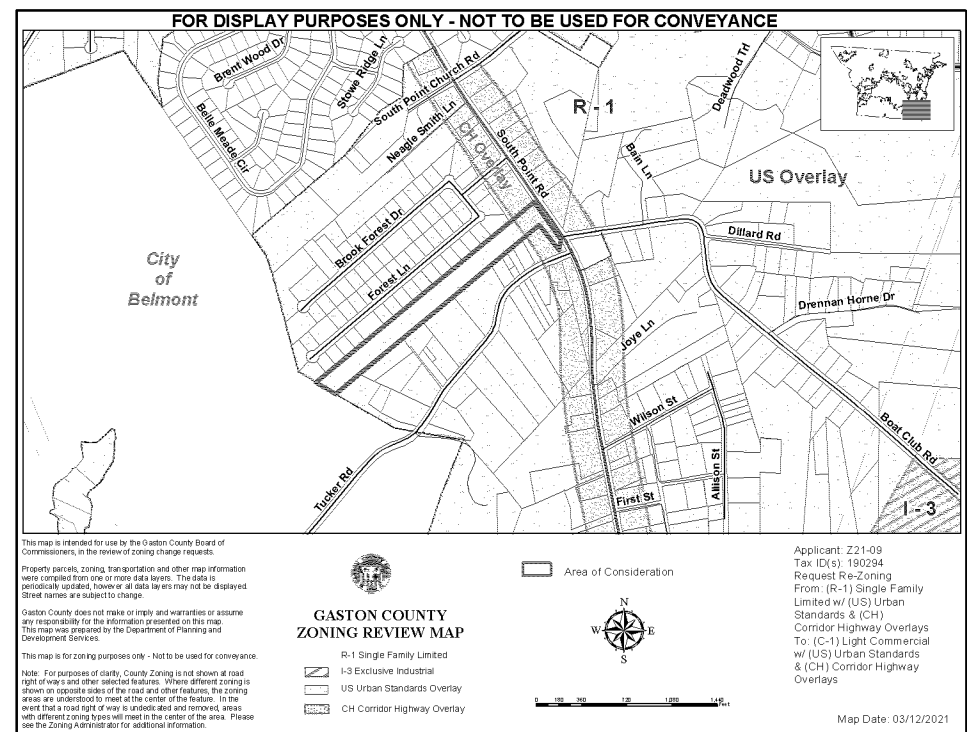 FOR DISPLAY PURPOSES ONLY - NOT TO BE USED FOR CONVEYANCE
Brent Wood Dr
Stowe Ridge Ln
South Point Church Rd
Neagle Smith Ln
Belle Meade Cir
CH Overlay
South Point Rd
R - 1
Deadwood Trl
Bain Ln
US Overlay
Dillard Rd
Drennan Horne Dr
City
of
Belmont
Brook Forest Dr
Forest Ln
Joye Ln
Wilson St
Allison St
First St
Tucker Rd
Boat Club Rd
I - 3
This map is intended for use by the Gaston County Board of
Commissioners, in the review of zoning change requests.
Property parcels, zoning, transportation and other map information
were compiled from one or more data layers. The data is
periodically updated, however all data layers may not be displayed.
Street names are subject to change.
Gaston County does not make or imply and warranties or assume
any responsibility for the information presented on this map.
This map was prepared by the Department of Planning and
Development Services.
This map is for zoning purposes only - Not to be used for conveyance.
Note: For purposes of clarity, County Zoning is not shown at road
right of ways and other selected features. Where different zoning is
shown on opposite sides of the road and other features, the zoning
areas are understood to meet at the center of the feature. In the
event that a road right of way is undedicated and removed, areas
with different zoning types will meet in the center of the area. Please
see the Zoning Administrator for additional information.
GASTON COUNTY
ZONING REVIEW MAP
R-1 Single Family Limited
I-3 Exclusive Industrial
US Urban Standards Overlay
CH Corridor Highway Overlay
Area of Consideration
N
W E
S
0 180 360 720 1,080 1,440
Feet
Applicant: Z21-09
Tax ID(s): 190294
Request Re-Zoning
From: (R-1) Single Family
Limited w/ (US) Urban
Standards & (CH)
Corridor Highway Overlays
To: (C-1) Light Commercial
w/ (US) Urban Standards
& (CH) Corridor Highway
Overlays
Map Date: 03/12/2021